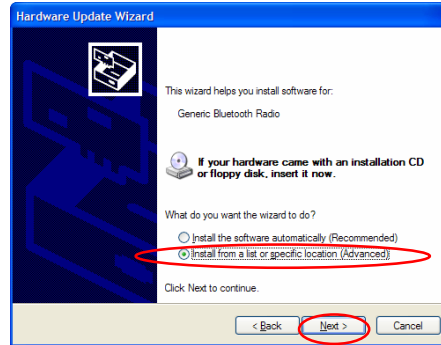 Hardware Update Wizard
This wizard helps you install software for:
Generic Bluetooth Radio
If your hardware came with an installation CD
or floppy disk, insert it now.
What do you want the wizard to do?
Install the software automatically (Recommended)
Install from a list or specific location (Advanced)
Click Next to continue.
< Back Next > Cancel